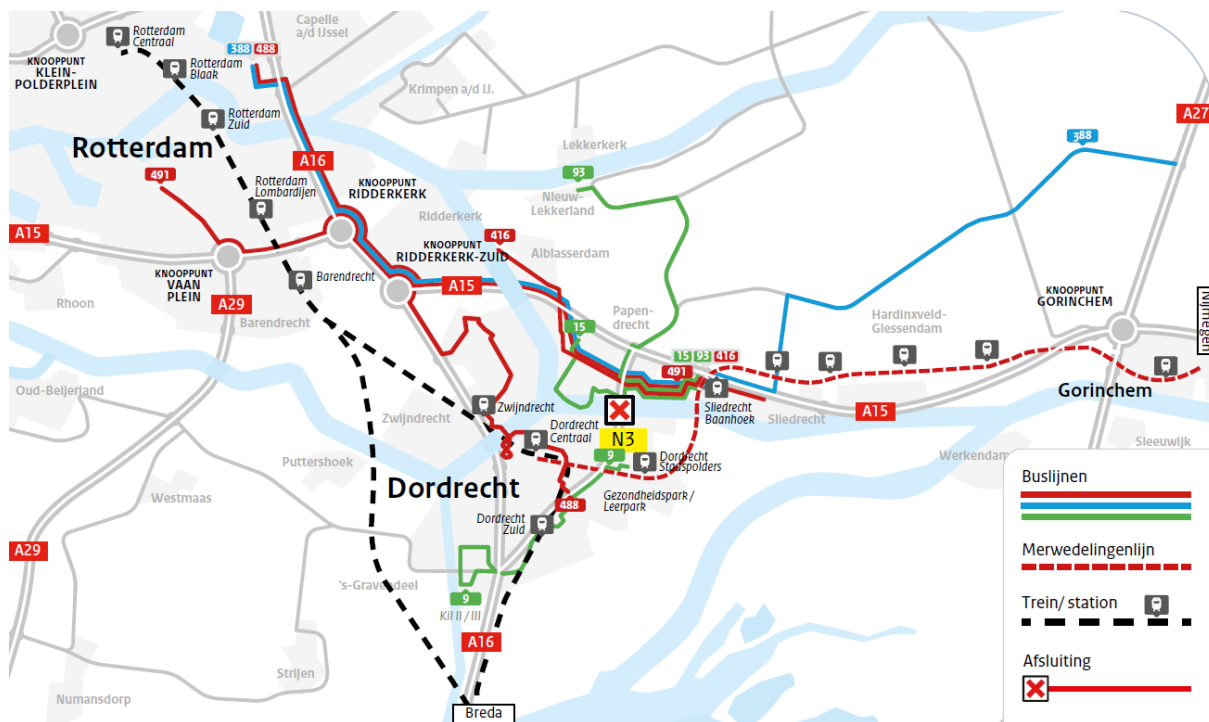 Rotterdam
Centraal
Capelle
a/d IJssel
KNOOPPUNT
KLEIN-
POLDERPLEIN
388 488
Rotterdam
Blaak
Krimpen a/d IJ.
A27
Rotterdam
Zuid
388
Rotterdam
A16
Lekkerkerk
491
93
KNOOPPUNT
RIDDERKERK
Rotterdam
Lombardijen
Nieuw-
Lekkerland
Ridderkerk
A15
416
KNOOPPUNT
RIDDERKERK-ZUID
Alblasserdam
KNOOPPUNT
VAAN
PLEIN
Barendrecht
A15
KNOOPPUNT
GORINCHEM
Nijmegen
Rhoon
A29
Barendrecht
Papen-
drecht
Hardinxveld-
Giessendam
15
15 93 416
491
Oud-Beijerland
Zwijndrecht
Zwijndrecht
Sliedrecht
Baanhoek
Sliedrecht
A15
Gorinchem
Dordrecht
Centraal
N3
9
Dordrecht
Stadspolders
Werkendam
Sleeuwijk
Puttershoek
Dordrecht
Westmaas
488
Gezondheidspark /
Leerpark
Dordrecht
Zuid
A29
's-Gravendeel
9
Kil II / III
A16
Strijen
Numansdorp
Breda
Buslijnen
Merwedelingenlijn
Trein/ station
Afsluiting